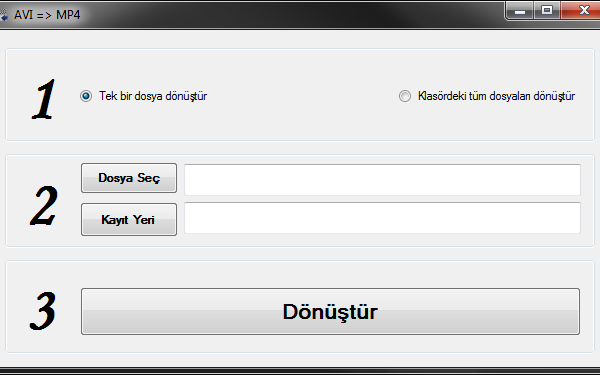 AVI => MP4
1
Tek bir dosya dönüştür
Klasördeki tüm dosyaları dönüştür
2
Dosya Seç
Kayıt Yeri
3
Dönüştür